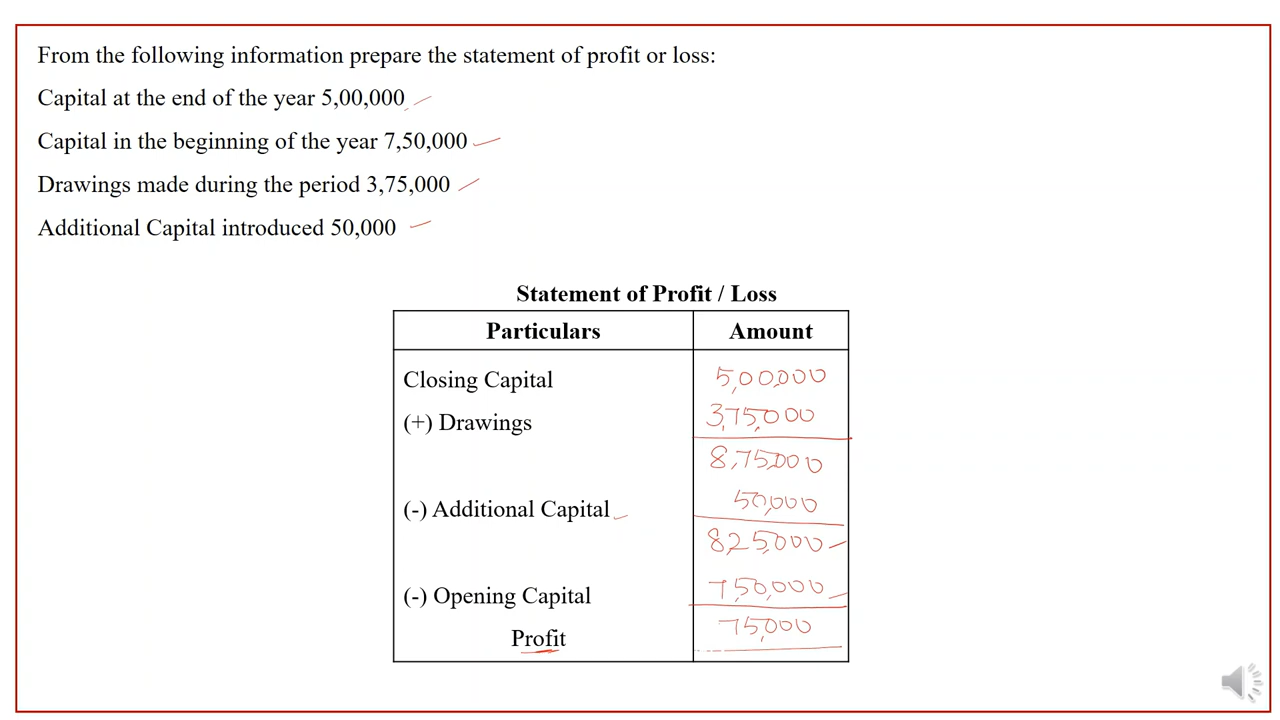 From the following information prepare the statement of profit or loss:
Capital at the end of the year 5,00,000
Capital in the beginning of the year 7,50,000
Drawings made during the period 3,75,000
Additional Capital introduced 50,000
Statement of Profit / Loss
Particulars Amount
Closing Capital 5,00,000
(+) Drawings 3,75,000
8,75,000
(-) Additional Capital 50,000
8,25,000
(-) Opening Capital 7,50,000
Profit 75,000